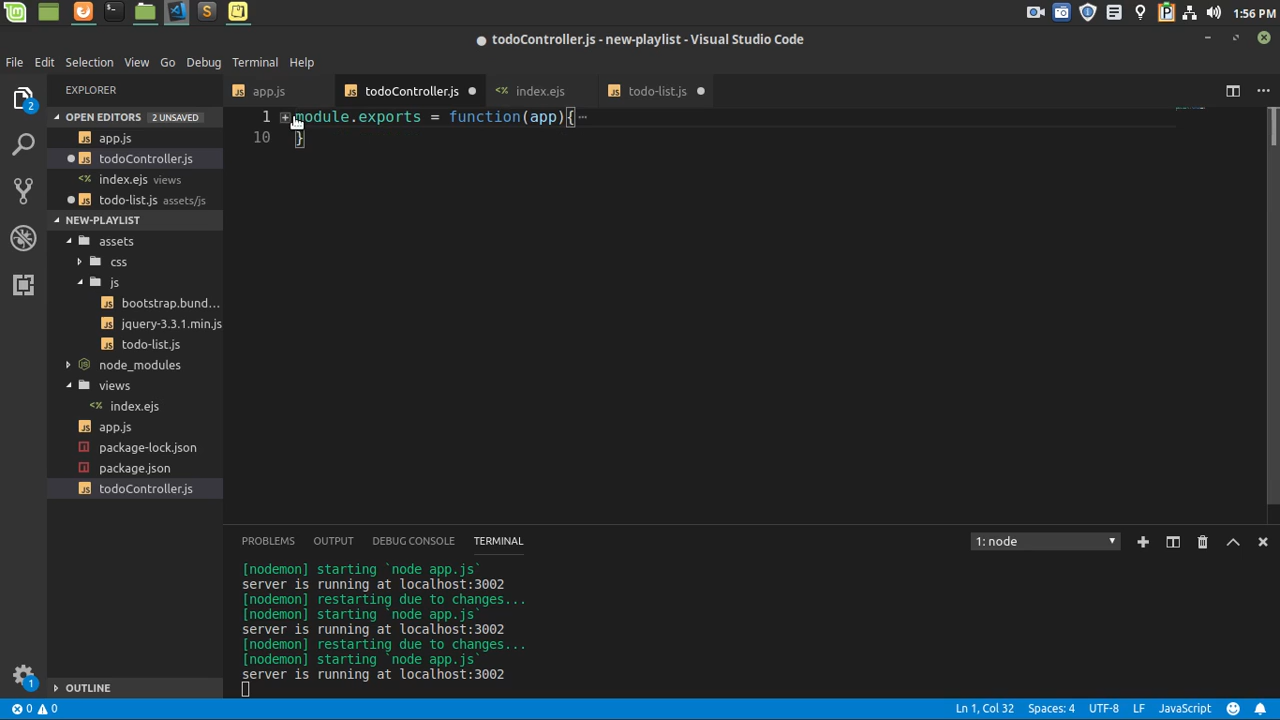 1:56 PM
todoController.js - new-playlist - Visual Studio Code
File Edit Selection View Go Debug Terminal Help
EXPLORER
OPEN EDITORS 2 UNSAVED
app.js
todoController.js
index.ejs views
todo-list.js assets/js
NEW-PLAYLIST
assets
css
js
bootstrap.bund...
jquery-3.3.1.min.js
todo-list.js
node_modules
views
index.ejs
app.js
package-lock.json
package.json
todoController.js
OUTLINE
app.js todoController.js index.ejs todo-list.js
1 module.exports = function(app){
10 }
PROBLEMS OUTPUT DEBUG CONSOLE TERMINAL 1: node
[nodemon] starting `node app.js`
server is running at localhost:3002
[nodemon] restarting due to changes...
[nodemon] starting `node app.js`
server is running at localhost:3002
[nodemon] restarting due to changes...
[nodemon] starting `node app.js`
server is running at localhost:3002
0 0 Ln 1, Col 32 Spaces: 4 UTF-8 LF JavaScript